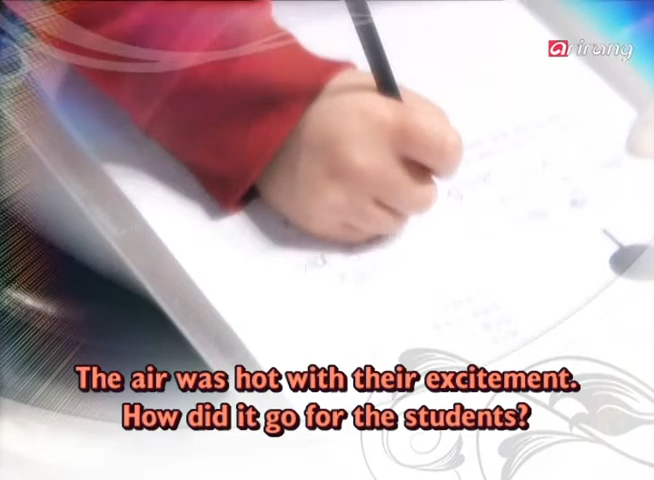 arirang
The air was hot with their excitement.
How did it go for the students?